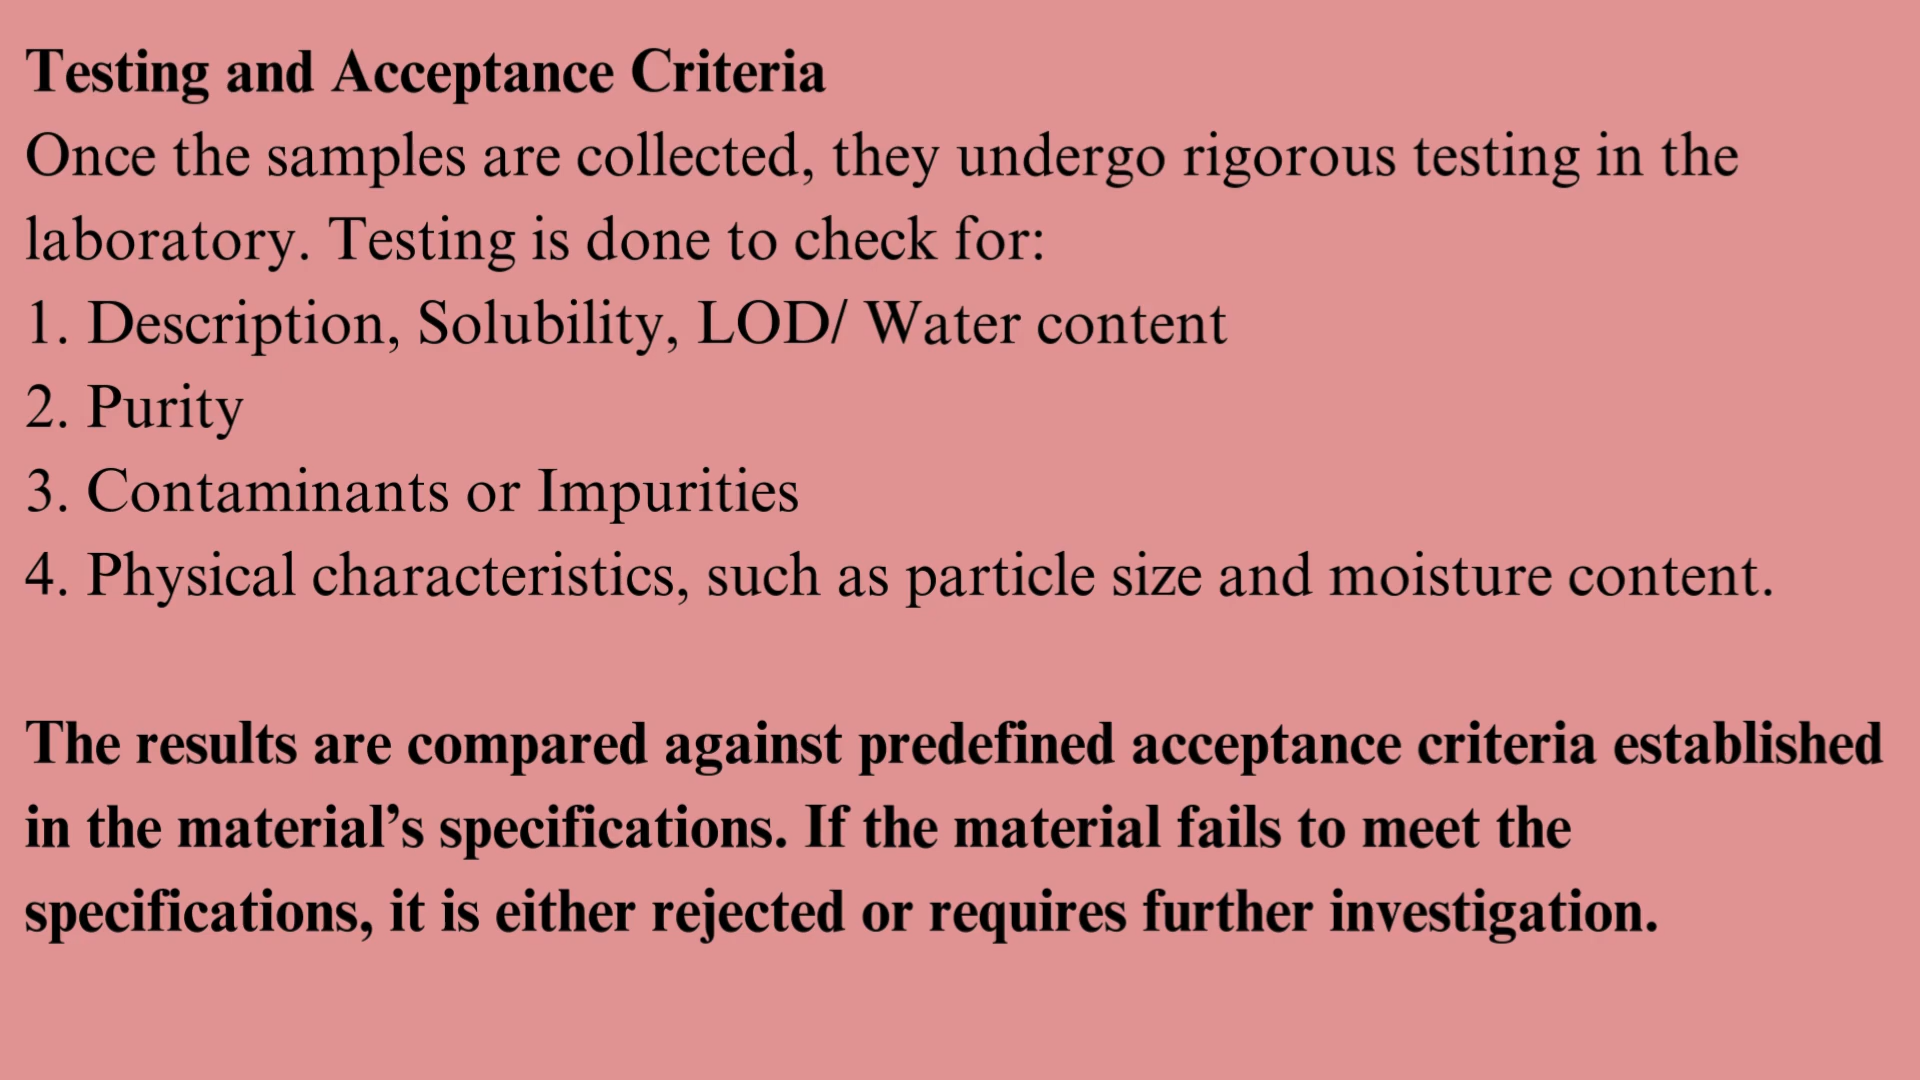 Testing and Acceptance Criteria
Once the samples are collected, they undergo rigorous testing in the
laboratory. Testing is done to check for:
1. Description, Solubility, LOD/ Water content
2. Purity
3. Contaminants or Impurities
4. Physical characteristics, such as particle size and moisture content.
The results are compared against predefined acceptance criteria established
in the material’s specifications. If the material fails to meet the
specifications, it is either rejected or requires further investigation.